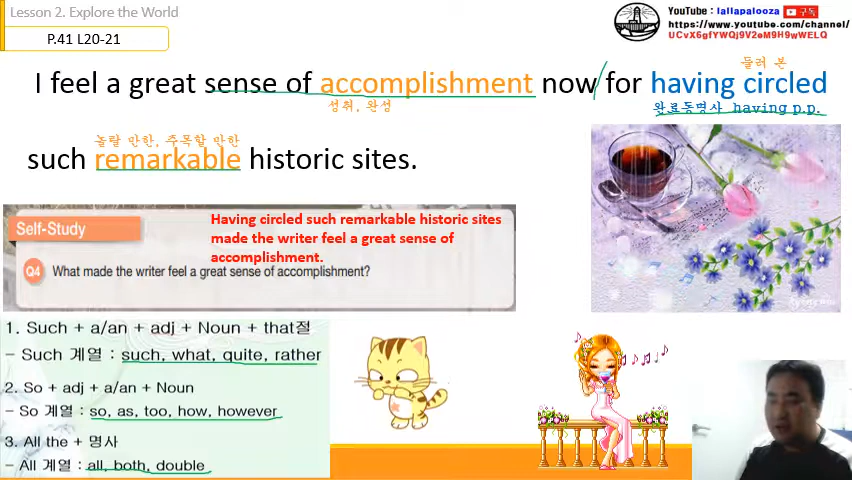 Lesson 2. Explore the World
P.41 L20-21
YouTube : lallapalooza 구독
https://www.youtube.com/channel/
UCvX6gfYWQj9V2eM9H9wWELQ
들러 본
I feel a great sense of accomplishment now for having circled
성취, 완성
완료동명사 having p.p.
놀랄 만한, 주목할 만한
such remarkable historic sites.
Self-Study
Having circled such remarkable historic sites
made the writer feel a great sense of
accomplishment.
Q4 What made the writer feel a great sense of accomplishment?
1. Such + a/an + adj + Noun + that절
- Such 계열 : such, what, quite, rather
2. So + adj + a/an + Noun
- So 계열 : so, as, too, how, however
3. All the + 명사
- All 계열 : all, both, double